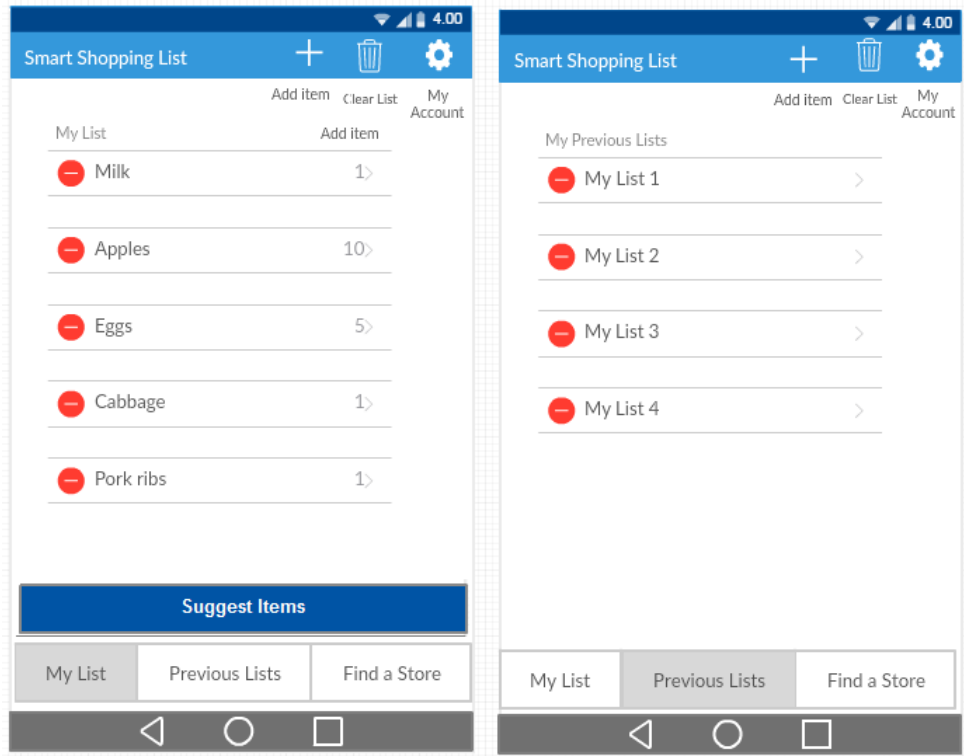 4.00
Smart Shopping List
Add item Clear List My
Account
My List Add item
Milk 1
Apples 10
Eggs 5
Cabbage 1
Pork ribs 1
Suggest Items
My List Previous Lists Find a Store
4.00
Smart Shopping List
Add item Clear List My
Account
My Previous Lists
My List 1
My List 2
My List 3
My List 4
My List Previous Lists Find a Store